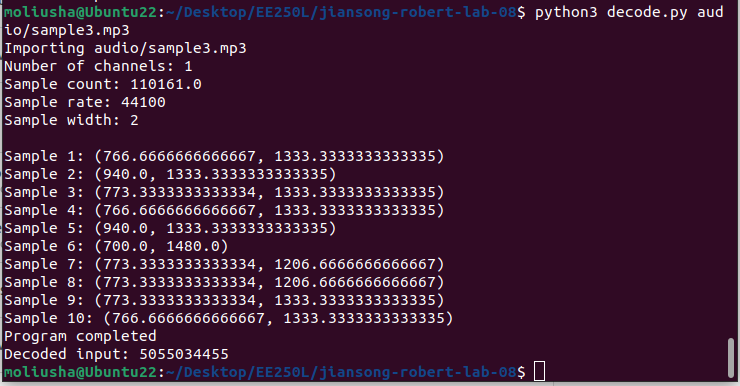 moliusha@Ubuntu22:~/Desktop/EE250L/jiansong-robert-lab-08$ python3 decode.py aud
io/sample3.mp3
Importing audio/sample3.mp3
Number of channels: 1
Sample count: 110161.0
Sample rate: 44100
Sample width: 2

Sample 1: (766.6666666666667, 1333.3333333333335)
Sample 2: (940.0, 1333.3333333333335)
Sample 3: (773.3333333333334, 1333.3333333333335)
Sample 4: (766.6666666666667, 1333.3333333333335)
Sample 5: (940.0, 1333.3333333333335)
Sample 6: (700.0, 1480.0)
Sample 7: (773.3333333333334, 1206.6666666666667)
Sample 8: (773.3333333333334, 1206.6666666666667)
Sample 9: (773.3333333333334, 1333.3333333333335)
Sample 10: (766.6666666666667, 1333.3333333333335)
Program completed
Decoded input: 5055034455
moliusha@Ubuntu22:~/Desktop/EE250L/jiansong-robert-lab-08$